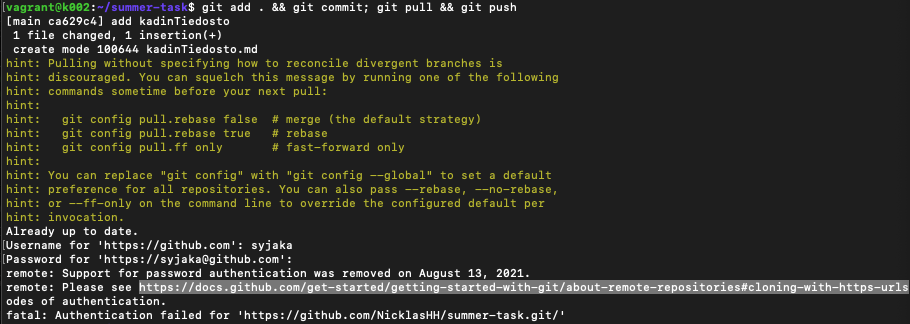 [vagrant@k002:~/summer-task$ git add . && git commit; git pull && git push
[main ca629c4] add kadinTiedosto
 1 file changed, 1 insertion(+)
 create mode 100644 kadinTiedosto.md
hint: Pulling without specifying how to reconcile divergent branches is
hint: discouraged. You can squelch this message by running one of the following
hint: commands sometime before your next pull:
hint:
hint:   git config pull.rebase false  # merge (the default strategy)
hint:   git config pull.rebase true   # rebase
hint:   git config pull.ff only       # fast-forward only
hint:
hint: You can replace "git config" with "git config --global" to set a default
hint: preference for all repositories. You can also pass --rebase, --no-rebase,
hint: or --ff-only on the command line to override the configured default per
hint: invocation.
Already up to date.
[Username for 'https://github.com': syjaka
[Password for 'https://syjaka@github.com':
remote: Support for password authentication was removed on August 13, 2021.
remote: Please see https://docs.github.com/get-started/getting-started-with-git/about-remote-repositories#cloning-with-https-urls
odes of authentication.
fatal: Authentication failed for 'https://github.com/NicklasHH/summer-task.git/'